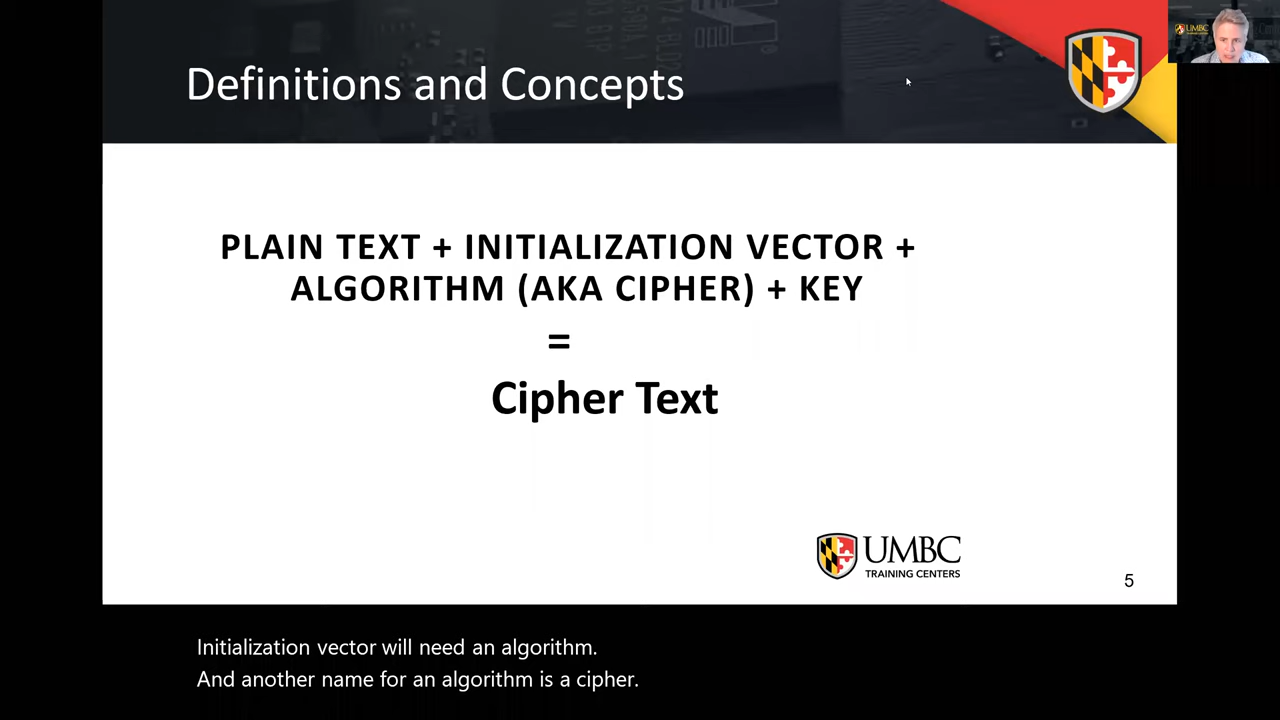 Definitions and Concepts
PLAIN TEXT + INITIALIZATION VECTOR +
ALGORITHM (AKA CIPHER) + KEY
=
Cipher Text
UMBC
TRAINING CENTERS
5
Initialization vector will need an algorithm.
And another name for an algorithm is a cipher.
UMBC